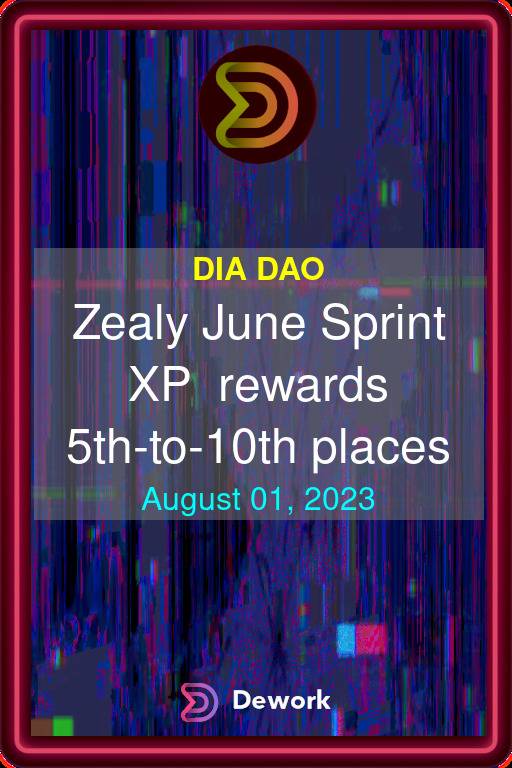 DIA DAO
Zealy June Sprint
XP  rewards
5th-to-10th places
August 01, 2023
Dework